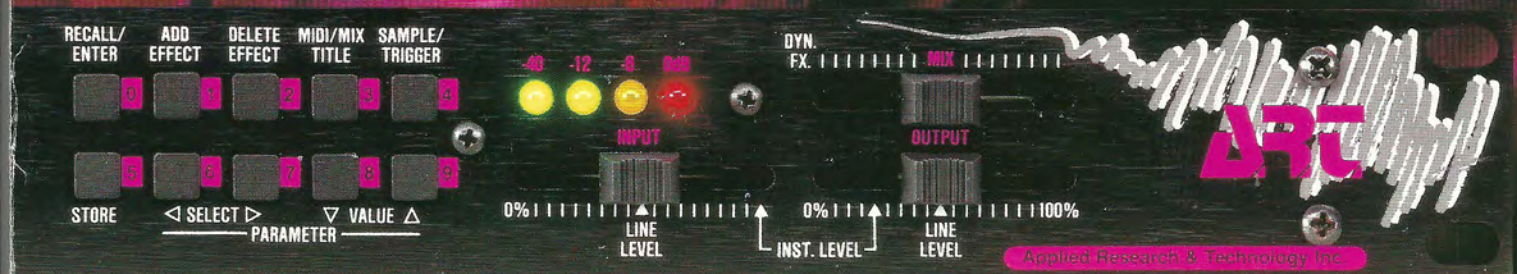 RECALL/ ENTER
ADD EFFECT
DELETE EFFECT
MIDI/MIX TITLE
SAMPLE/ TRIGGER
0 1 2 3 4
5 6 7 8 9
STORE
◁ SELECT ▷
▽ VALUE △
PARAMETER
-40 -12 -6 0dB
INPUT
0%
LINE LEVEL
INST. LEVEL
DYN. FX.
MIX
OUTPUT
0% 100%
LINE LEVEL
ART
Applied Research & Technology Inc.